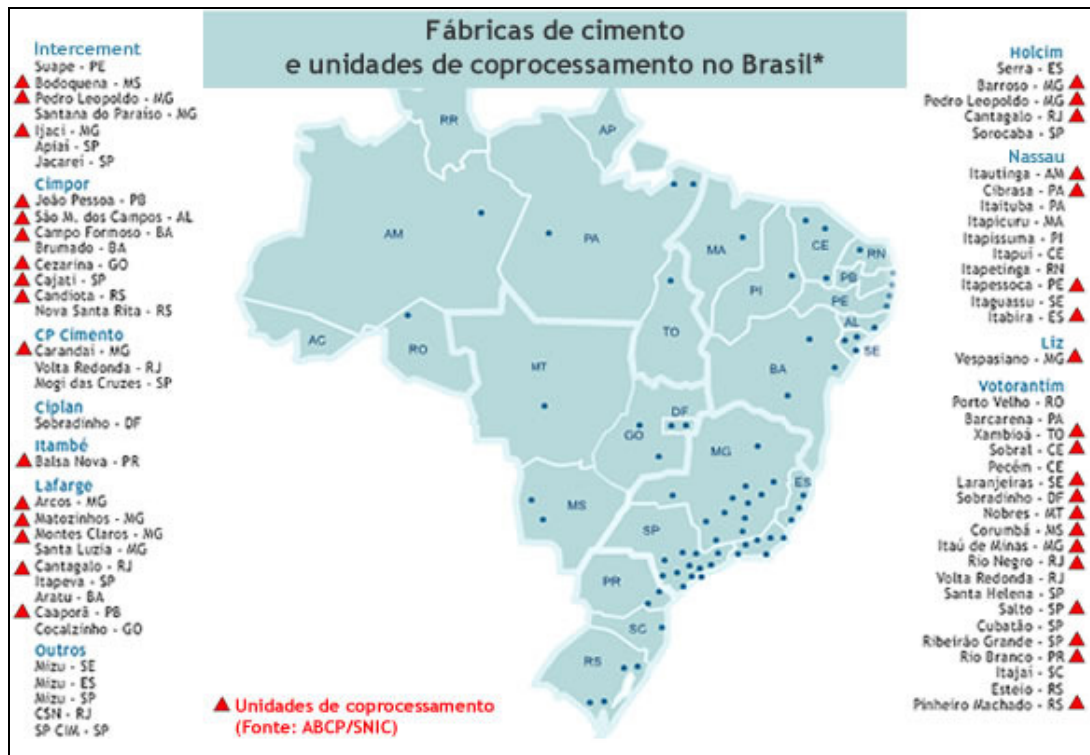 Fábricas de cimento
e unidades de coprocessamento no Brasil*
Intercement
Suape - PE
Bodoquena - MS
Pedro Leopoldo - MG
Santana do Paraíso - MG
Ijaci - MG
Apiaí - SP
Jacareí - SP
Cimpor
João Pessoa - PB
São M. dos Campos - AL
Campo Formoso - BA
Brumado - BA
Cezarina - GO
Cajati - SP
Candiota - RS
Nova Santa Rita - RS
CP Cimento
Carandaí - MG
Volta Redonda - RJ
Mogi das Cruzes - SP
Ciplan
Sobradinho - DF
Itambé
Balsa Nova - PR
Lafarge
Arcos - MG
Matozinhos - MG
Montes Claros - MG
Santa Luzia - MG
Cantagalo - RJ
Itapeva - SP
Aratu - BA
Caaporã - PB
Cocalzinho - GO
Outros
Mizu - SE
Mizu - ES
Mizu - SP
CSN - RJ
SP CIM - SP
RR
AP
AM
PA
MA
CE
RN
PB
PE
PI
AL
SE
AC
RO
TO
MT
BA
DF
GO
MG
ES
MS
SP
PR
SC
RS
Unidades de coprocessamento
(Fonte: ABCP/SNIC)
Holcim
Serra - ES
Barroso - MG
Pedro Leopoldo - MG
Cantagalo - RJ
Sorocaba - SP
Nassau
Itautinga - AM
Cibrasa - PA
Itaituba - PA
Itapicuru - MA
Itapissuma - PI
Itapuí - CE
Itapetinga - RN
Itapessoca - PE
Itaguassu - SE
Itabira - ES
Liz
Vespasiano - MG
Votorantim
Porto Velho - RO
Barcarena - PA
Xambioá - TO
Sobral - CE
Pecém - CE
Laranjeiras - SE
Sobradinho - DF
Nobres - MT
Corumbá - MS
Itaú de Minas - MG
Rio Negro - RJ
Volta Redonda - RJ
Santa Helena - SP
Salto - SP
Cubatão - SP
Ribeirão Grande - SP
Rio Branco - PR
Itajaí - SC
Esteio - RS
Pinheiro Machado - RS